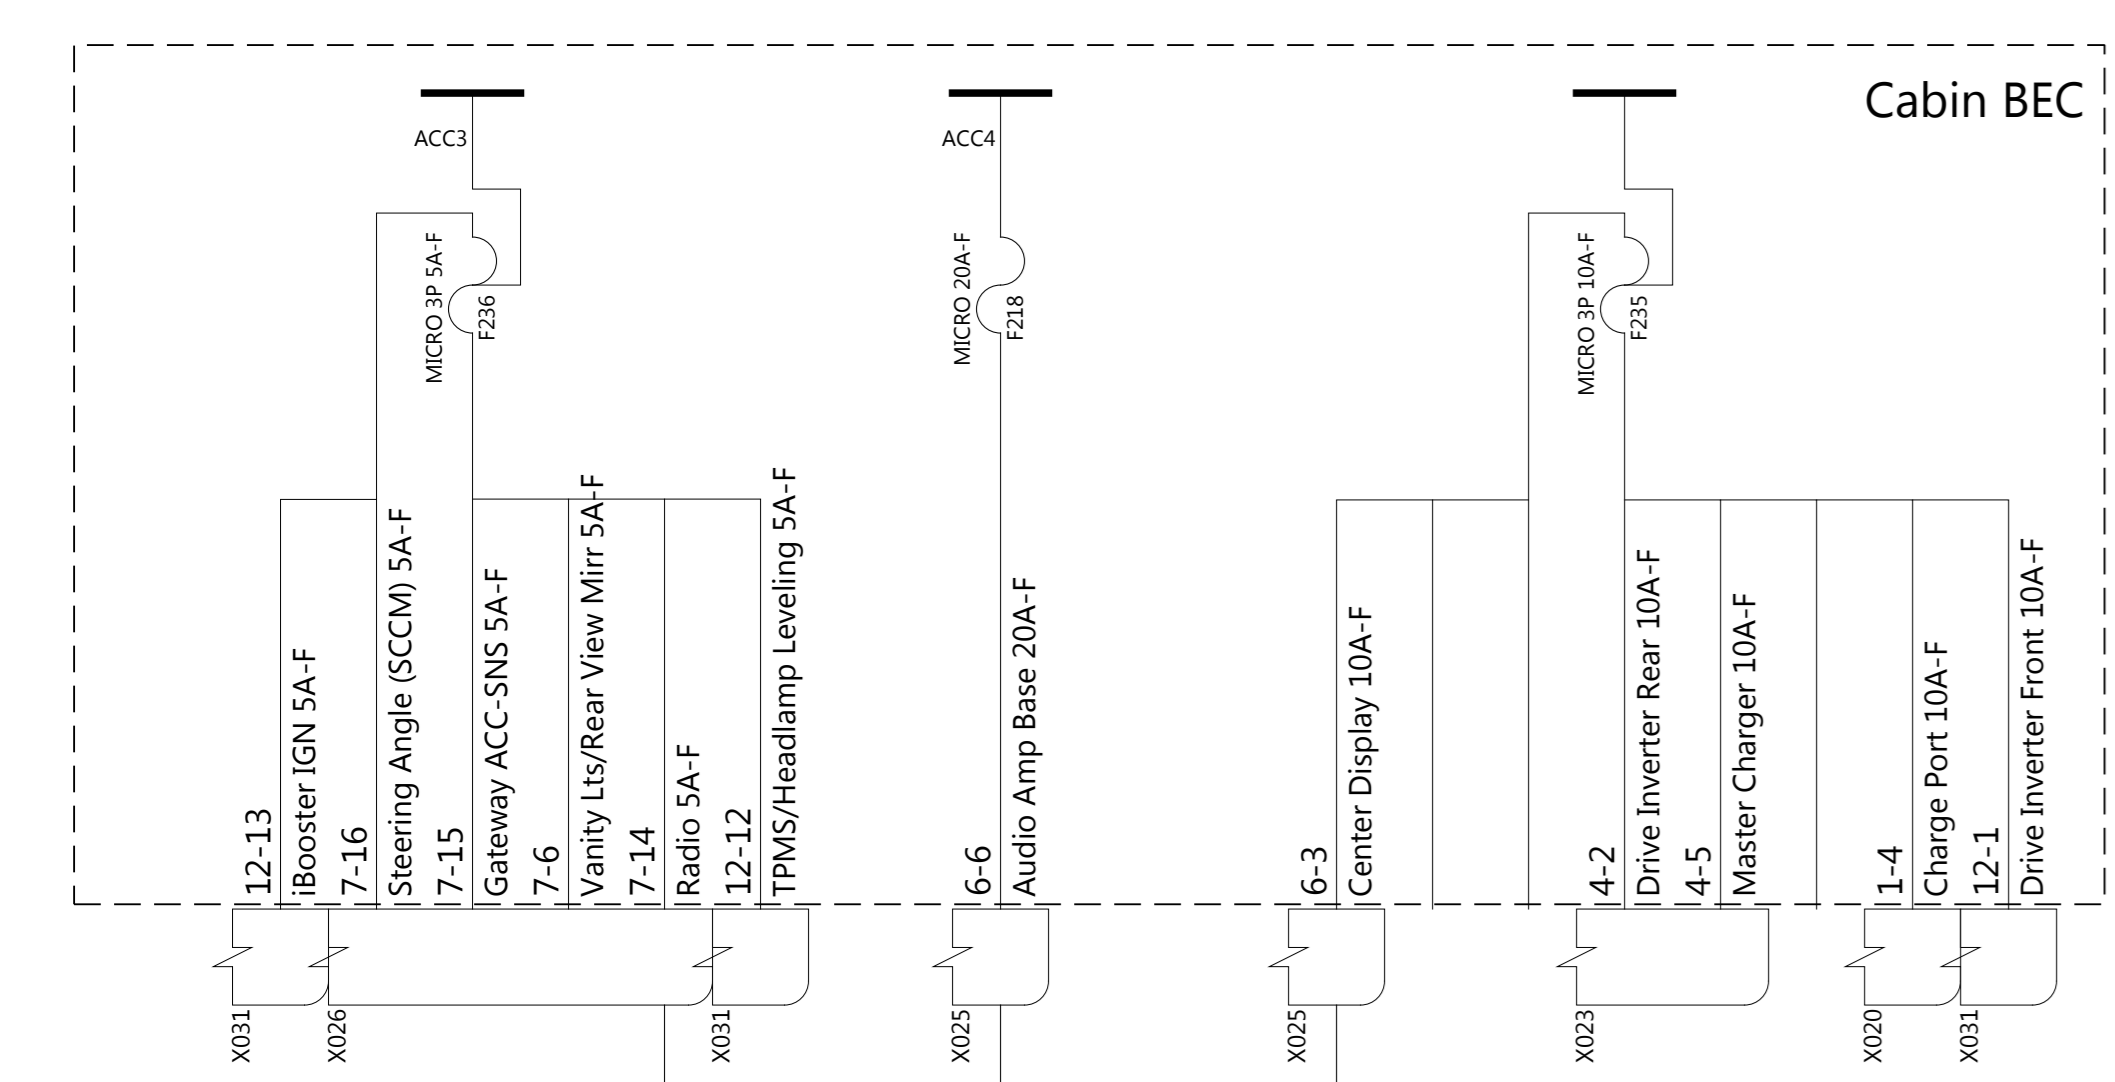 Cabin BEC
ACC3
ACC4
MICRO 3P 5A-F
F236
MICRO 20A-F
F218
MICRO 3P 10A-F
F235
12-13
iBooster IGN 5A-F
7-16
Steering Angle (SCCM) 5A-F
7-15
Gateway ACC-SNS 5A-F
7-6
Vanity Lts/Rear View Mirr 5A-F
7-14
Radio 5A-F
12-12
TPMS/Headlamp Leveling 5A-F
6-6
Audio Amp Base 20A-F
6-3
Center Display 10A-F
4-2
Drive Inverter Rear 10A-F
4-5
Master Charger 10A-F
1-4
Charge Port 10A-F
12-1
Drive Inverter Front 10A-F
X031
X026
X031
X025
X025
X023
X020
X031